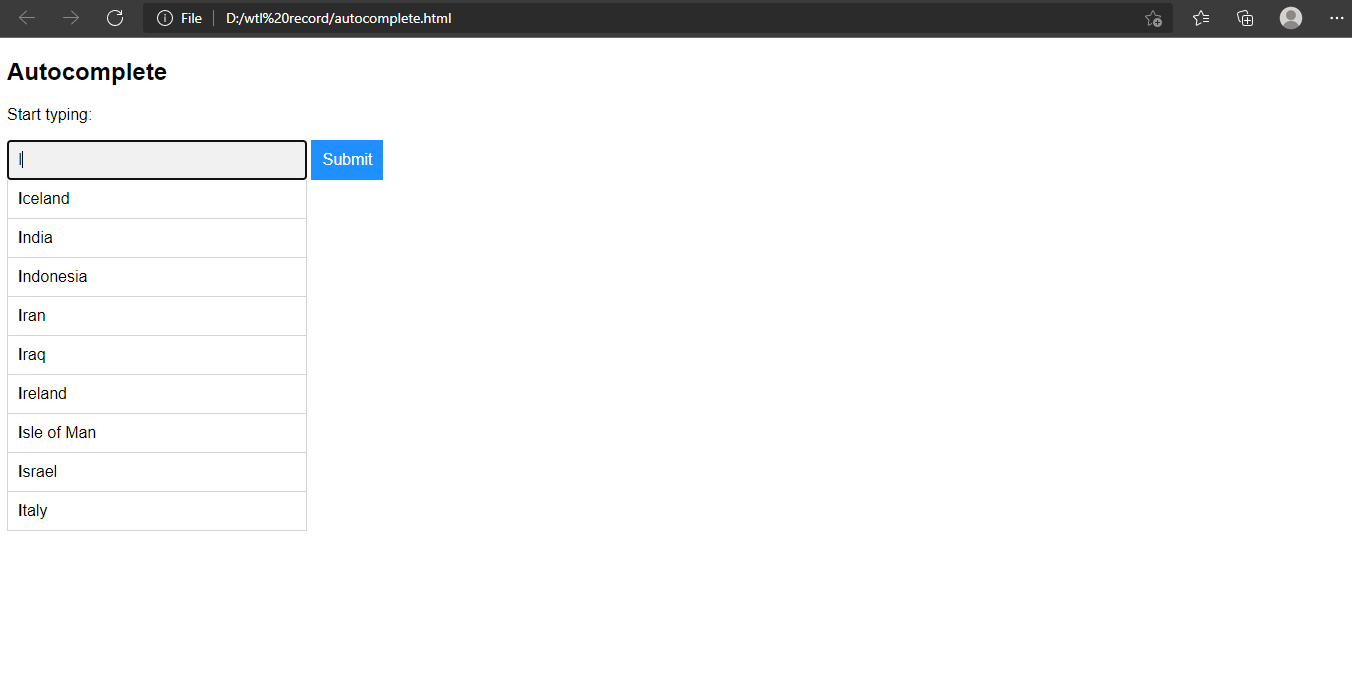 File D:/wtl%20record/autocomplete.html
Autocomplete
Start typing:
I Submit
Iceland
India
Indonesia
Iran
Iraq
Ireland
Isle of Man
Israel
Italy